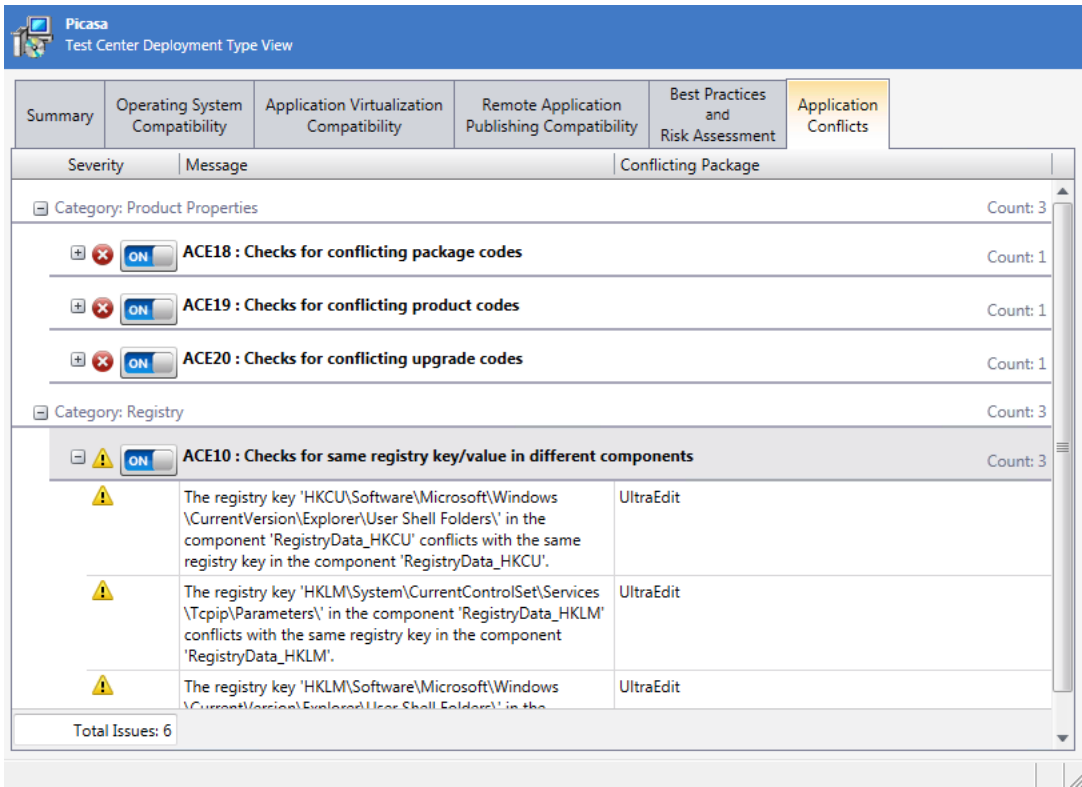 Picasa
Test Center Deployment Type View
Summary
Operating System
Compatibility
Application Virtualization
Compatibility
Remote Application
Publishing Compatibility
Best Practices
and
Risk Assessment
Application
Conflicts
Severity Message Conflicting Package
Category: Product Properties Count: 3
ON ACE18 : Checks for conflicting package codes Count: 1
ON ACE19 : Checks for conflicting product codes Count: 1
ON ACE20 : Checks for conflicting upgrade codes Count: 1
Category: Registry Count: 3
ON ACE10 : Checks for same registry key/value in different components Count: 3
The registry key 'HKCU\Software\Microsoft\Windows UltraEdit
\CurrentVersion\Explorer\User Shell Folders\' in the
component 'RegistryData_HKCU' conflicts with the same
registry key in the component 'RegistryData_HKCU'.
The registry key 'HKLM\System\CurrentControlSet\Services UltraEdit
\Tcpip\Parameters\' in the component 'RegistryData_HKLM'
conflicts with the same registry key in the component
'RegistryData_HKLM'.
The registry key 'HKLM\Software\Microsoft\Windows UltraEdit
\CurrentVersion\Explorer\User Shell Folders\' in the
Total Issues: 6